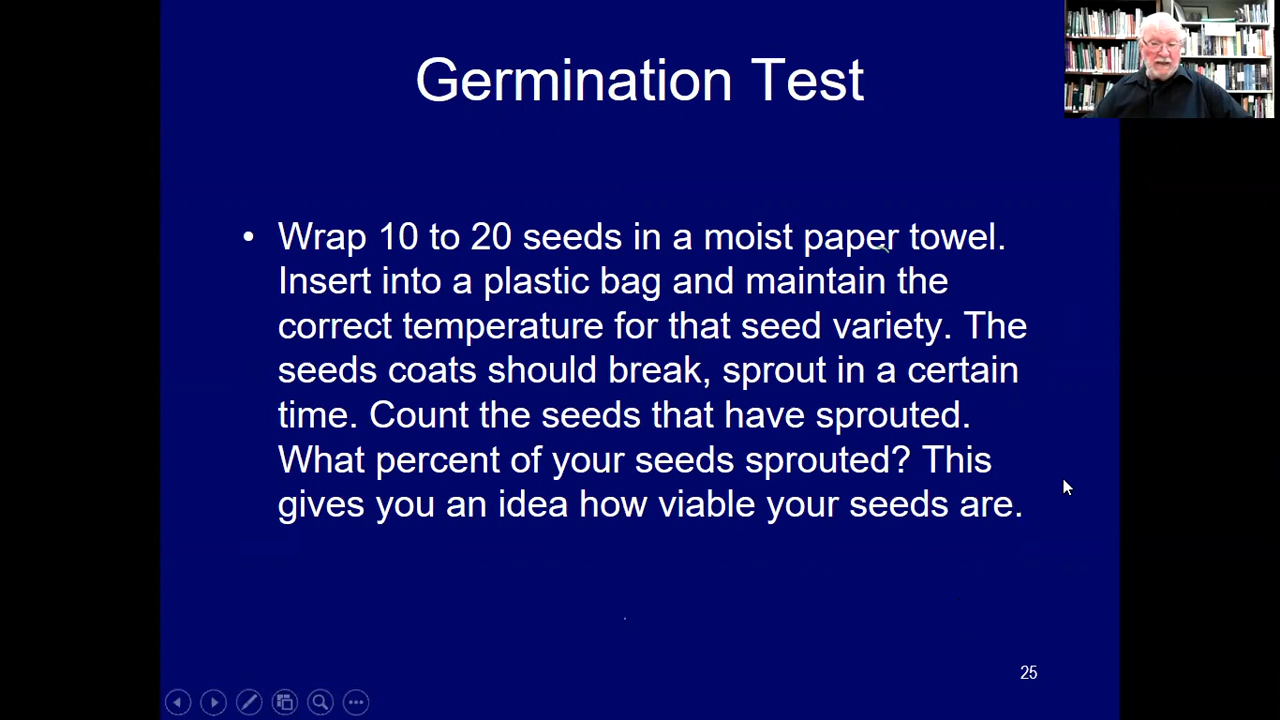 Germination Test
• Wrap 10 to 20 seeds in a moist paper towel.
Insert into a plastic bag and maintain the
correct temperature for that seed variety. The
seeds coats should break, sprout in a certain
time. Count the seeds that have sprouted.
What percent of your seeds sprouted? This
gives you an idea how viable your seeds are.
25